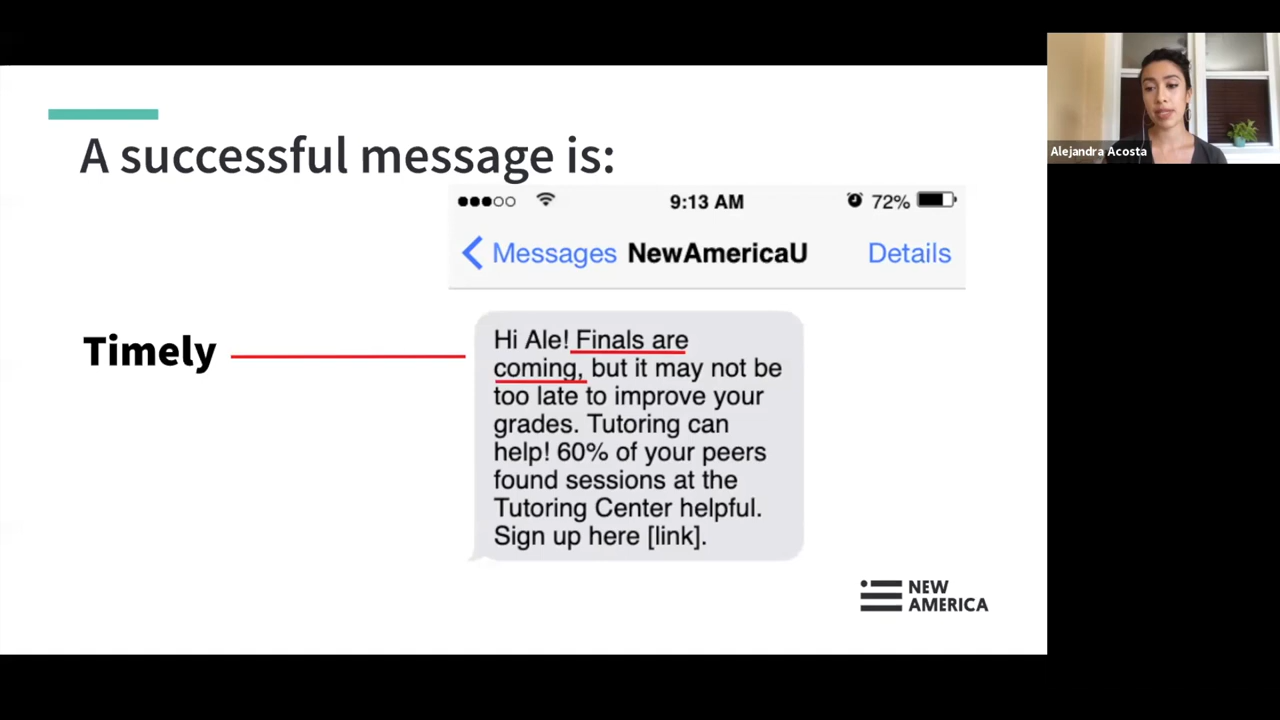 A successful message is:
9:13 AM
72%
Messages
NewAmericaU
Details
Timely
Hi Ale! Finals are
coming, but it may not be
too late to improve your
grades. Tutoring can
help! 60% of your peers
found sessions at the
Tutoring Center helpful.
Sign up here [link].
NEW
AMERICA
Alejandra Acosta